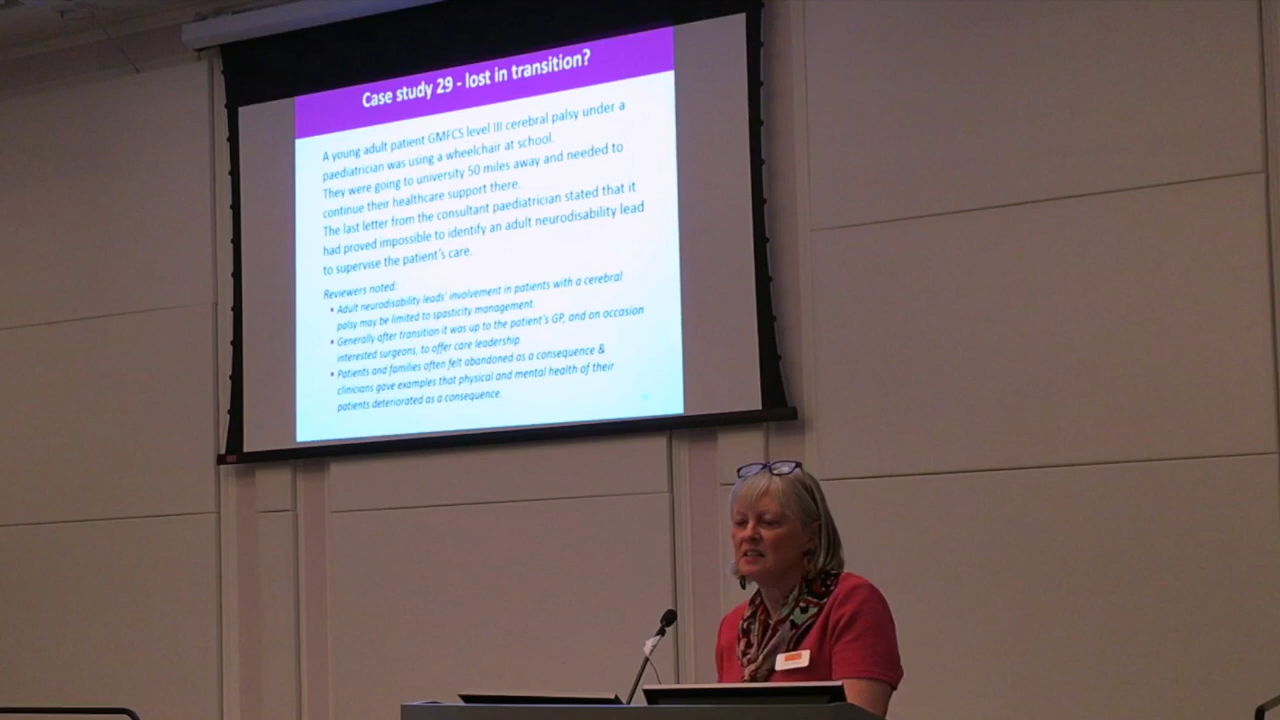 Case study 29 - lost in transition?
A young adult patient GMFCS level III cerebral palsy under a
paediatrician was using a wheelchair at school.
They were going to university 50 miles away and needed to
continue their healthcare support there.
The last letter from the consultant paediatrician stated that it
had proved impossible to identify an adult neurodisability lead
to supervise the patient's care.
Reviewers noted:
• Adult neurodisability leads' involvement in patients with a cerebral
palsy may be limited to spasticity management.
• Generally after transition it was up to the patient's GP, and on occasion
interested surgeons, to offer care leadership
• Patients and families often felt abandoned as a consequence &
clinicians gave examples that physical and mental health of their
patients deteriorated as a consequence.